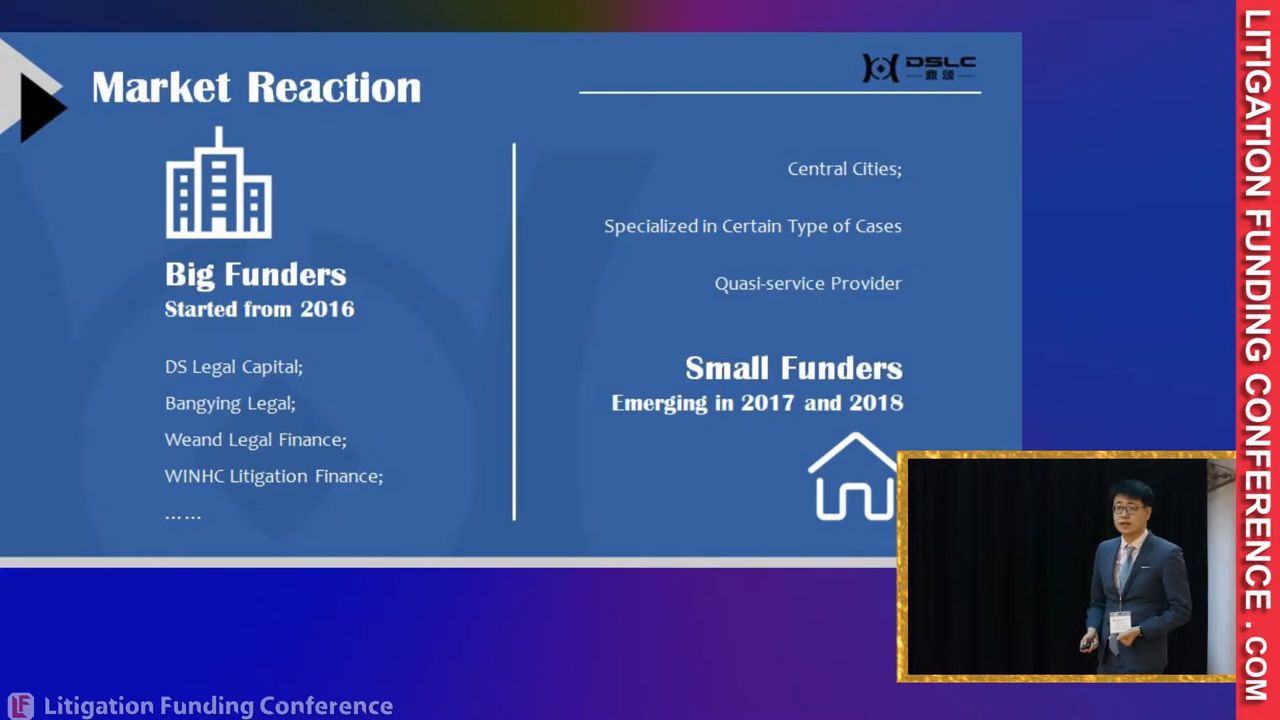 Market Reaction
DSLC
鼎颂
Big Funders
Started from 2016
DS Legal Capital;
Bangying Legal;
Weand Legal Finance;
WINHC Litigation Finance;
……
Central Cities;
Specialized in Certain Type of Cases
Quasi-service Provider
Small Funders
Emerging in 2017 and 2018
LITIGATION FUNDING CONFERENCE . COM
LF Litigation Funding Conference